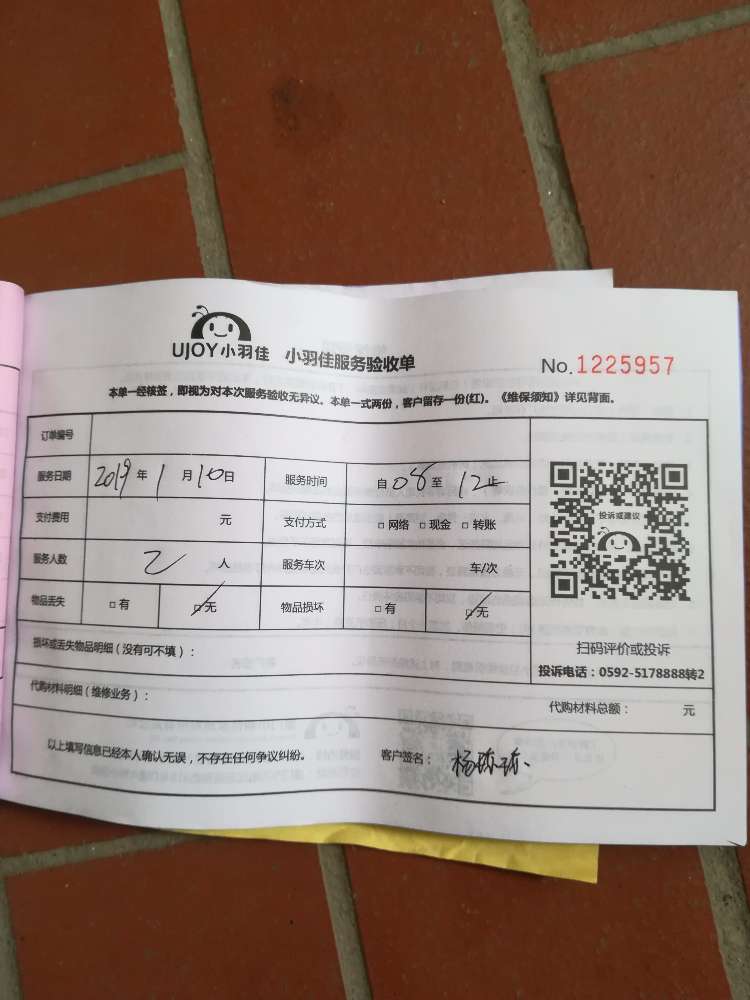 UJOY小羽佳 小羽佳服务验收单 No.1225957
本单一经核签，即视为对本次服务验收无异议。本单一式两份，客户留存一份(红)。《维保须知》详见背面。
订单编号
服务日期 2019 年 1 月 10 日 服务时间 自 08 至 12 止
支付费用 元 支付方式 □网络 □现金 □转账
服务人数 2 人 服务车次 车/次
物品丢失 □有 □无 物品损坏 □有 □无
投诉或建议
扫码评价或投诉
投诉电话：0592-5178888转2
损坏或丢失物品明细（没有可不填）：
代购材料明细（维修业务）： 代购材料总额： 元
以上填写信息已经本人确认无误，不存在任何争议纠纷。 客户签名： 杨